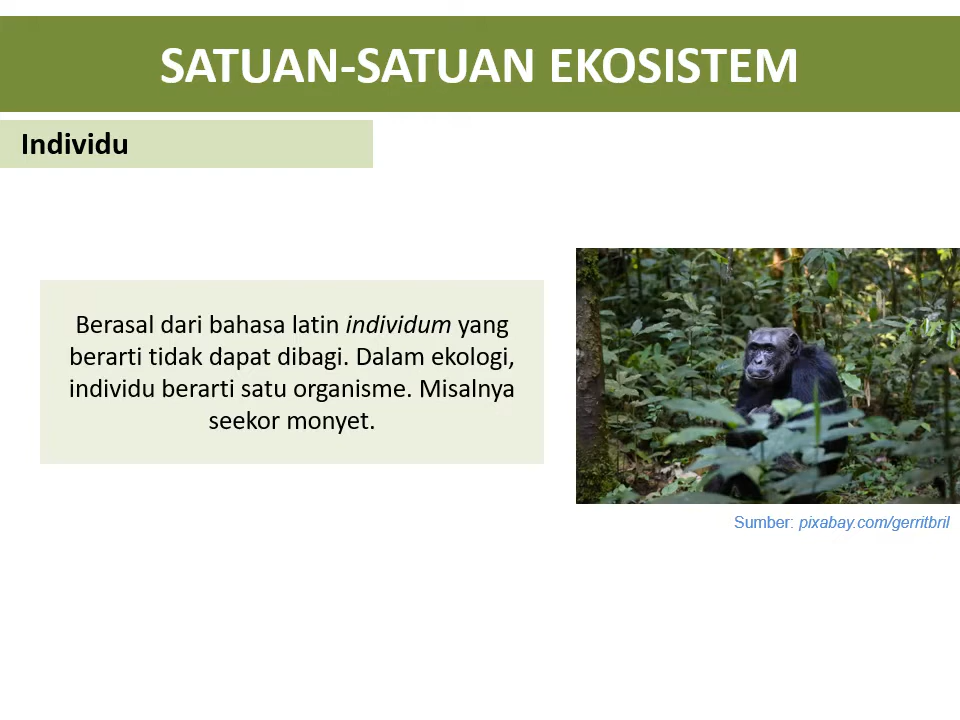 SATUAN-SATUAN EKOSISTEM
Individu
Berasal dari bahasa latin individum yang
berarti tidak dapat dibagi. Dalam ekologi,
individu berarti satu organisme. Misalnya
seekor monyet.
Sumber: pixabay.com/gerritbril